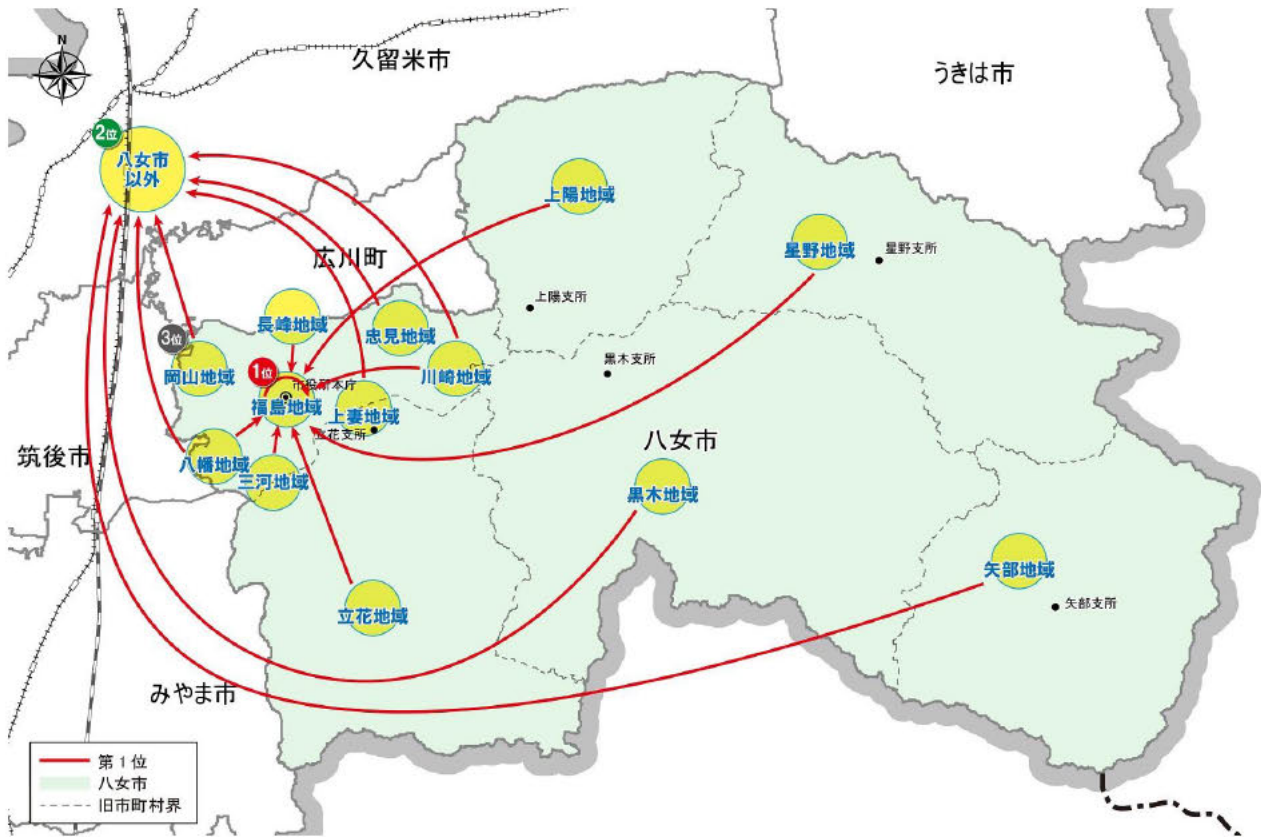 N
久留米市
うきは市
2位
八女市
以外
上陽地域
星野地域
星野支所
広川町
上陽支所
長峰地域
忠見地域
3位
岡山地域
黒木支所
川崎地域
1位
市役所本庁
福島地域
上妻地域
立花支所
八女市
筑後市
八幡地域
三河地域
黒木地域
矢部地域
矢部支所
立花地域
みやま市
第1位
八女市
旧市町村界